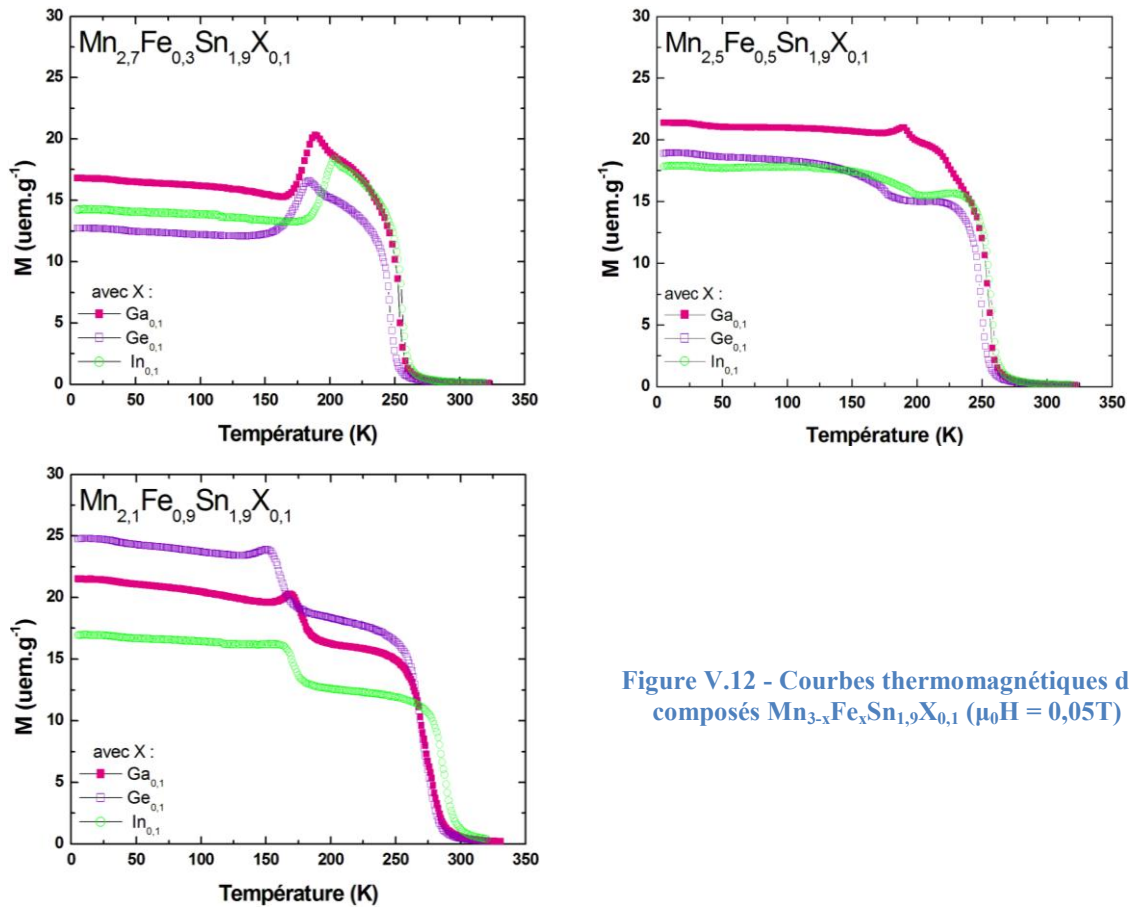 Mn2,7Fe0,3Sn1,9X0,1
30
25
20
15
10
5
0
M (uem.g-1)
avec X :
Ga0,1
Ge0,1
In0,1
0 50 100 150 200 250 300 350
Température (K)
Mn2,5Fe0,5Sn1,9X0,1
30
25
20
15
10
5
0
M (uem.g-1)
avec X :
Ga0,1
Ge0,1
In0,1
0 50 100 150 200 250 300 350
Température (K)
Mn2,1Fe0,9Sn1,9X0,1
30
25
20
15
10
5
0
M (uem.g-1)
avec X :
Ga0,1
Ge0,1
In0,1
0 50 100 150 200 250 300 350
Température (K)
Figure V.12 - Courbes thermomagnétiques d
composés Mn3-xFexSn1,9X0,1 (μ0H = 0,05T)